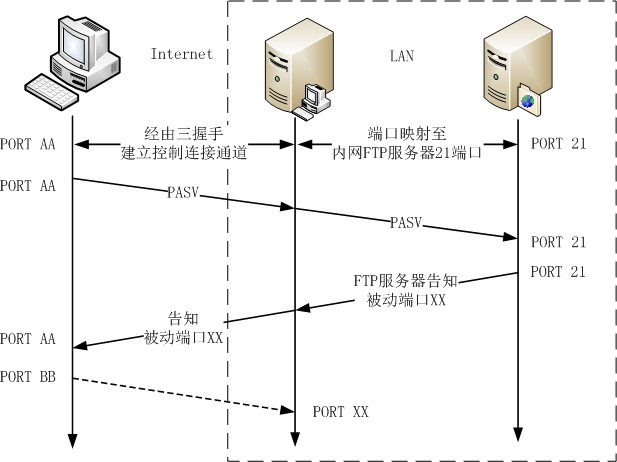 Internet
LAN
PORT AA
经由三握手
建立控制连接通道
端口映射至
内网FTP服务器21端口
PORT 21
PORT AA
PASV
PASV
PORT 21
PORT 21
FTP服务器告知
被动端口XX
告知
被动端口XX
PORT AA
PORT BB
PORT XX